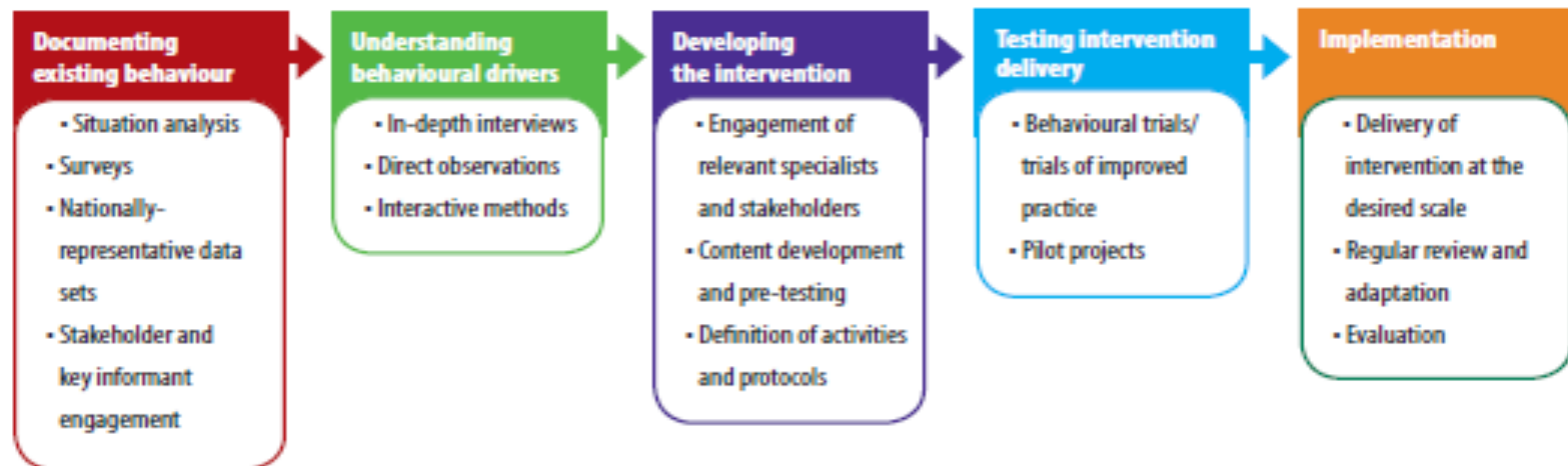 Documenting
existing behaviour
• Situation analysis
• Surveys
• Nationally-
representative data
sets
• Stakeholder and
key informant
engagement
Understanding
behavioural drivers
• In-depth interviews
• Direct observations
• Interactive methods
Developing
the intervention
• Engagement of
relevant specialists
and stakeholders
• Content development
and pre-testing
• Definition of activities
and protocols
Testing intervention
delivery
• Behavioural trials/
trials of improved
practice
• Pilot projects
Implementation
• Delivery of
intervention at the
desired scale
• Regular review and
adaptation
• Evaluation